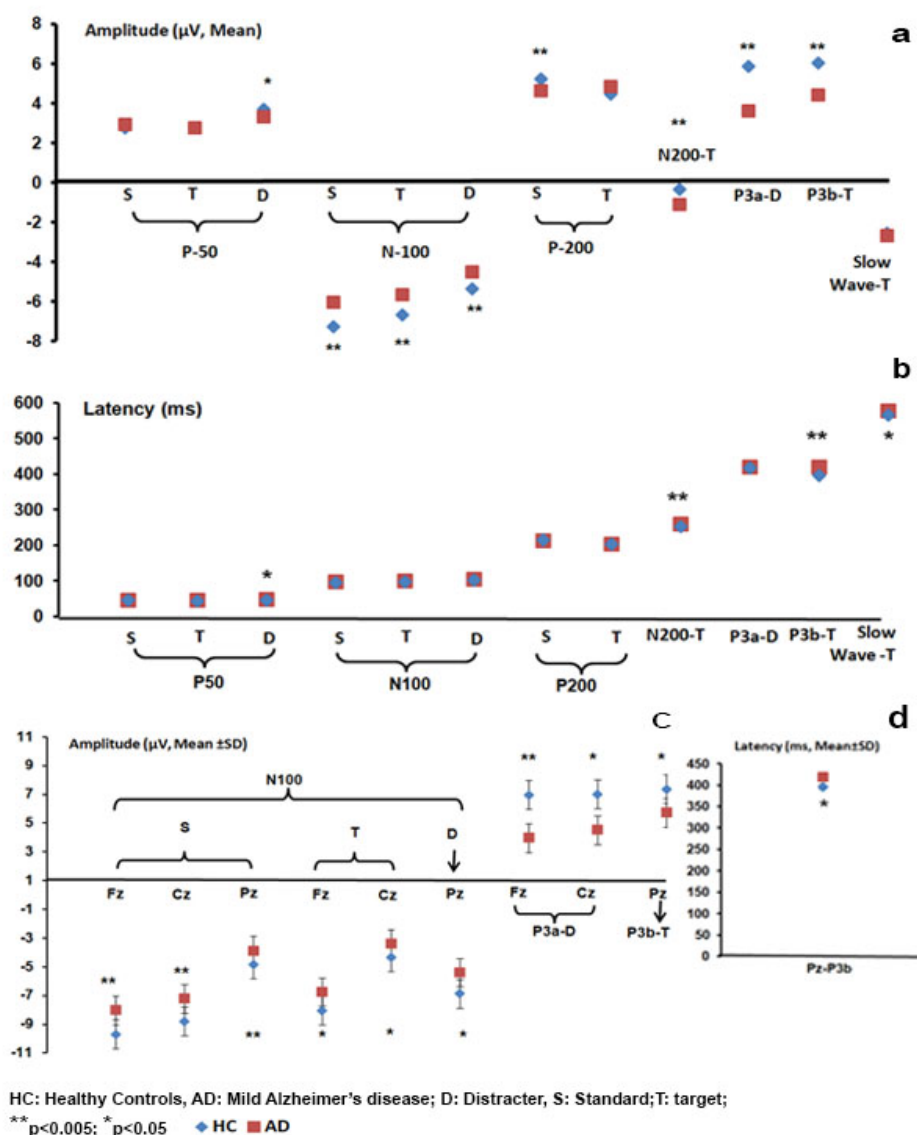 8 Amplitude (µV, Mean) a
6 ** ** **
4 * **
2 N200-T
0 S T D S T D S T P3a-D P3b-T
-2 P-50 N-100 P-200 Slow
-4 Wave-T
-6
-8 ** ** **
b
600 Latency (ms)
500 ** *
400 **
300
200 *
100
0 S T D S T D S T N200-T P3a-D P3b-T Slow
Wave -T
P50 N100 P200
c
11 Amplitude (µV, Mean ±SD)
9 N100 ** * *
7
5 S T D
3
1 Fz Cz Pz Fz Cz Pz Fz Cz Pz
-1 P3a-D P3b-T
-3
-5
-7 ** **
-9
-11 ** * * *
d
Latency (ms, Mean±SD)
450
400
350 *
300
250
200
150
100
50
0
Pz-P3b
HC: Healthy Controls, AD: Mild Alzheimer's disease; D: Distracter, S: Standard;T: target;
**p<0.005; *p<0.05 HC AD